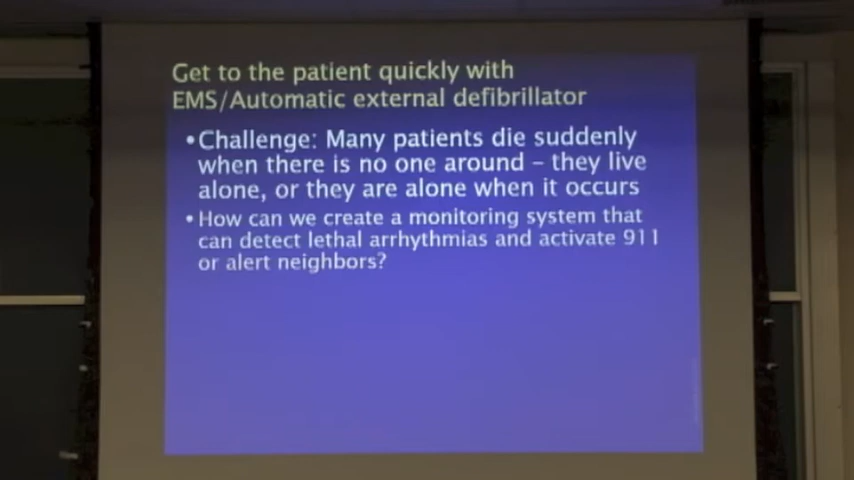 Get to the patient quickly with
EMS/Automatic external defibrillator
•Challenge: Many patients die suddenly
when there is no one around – they live
alone, or they are alone when it occurs
•How can we create a monitoring system that
can detect lethal arrhythmias and activate 911
or alert neighbors?